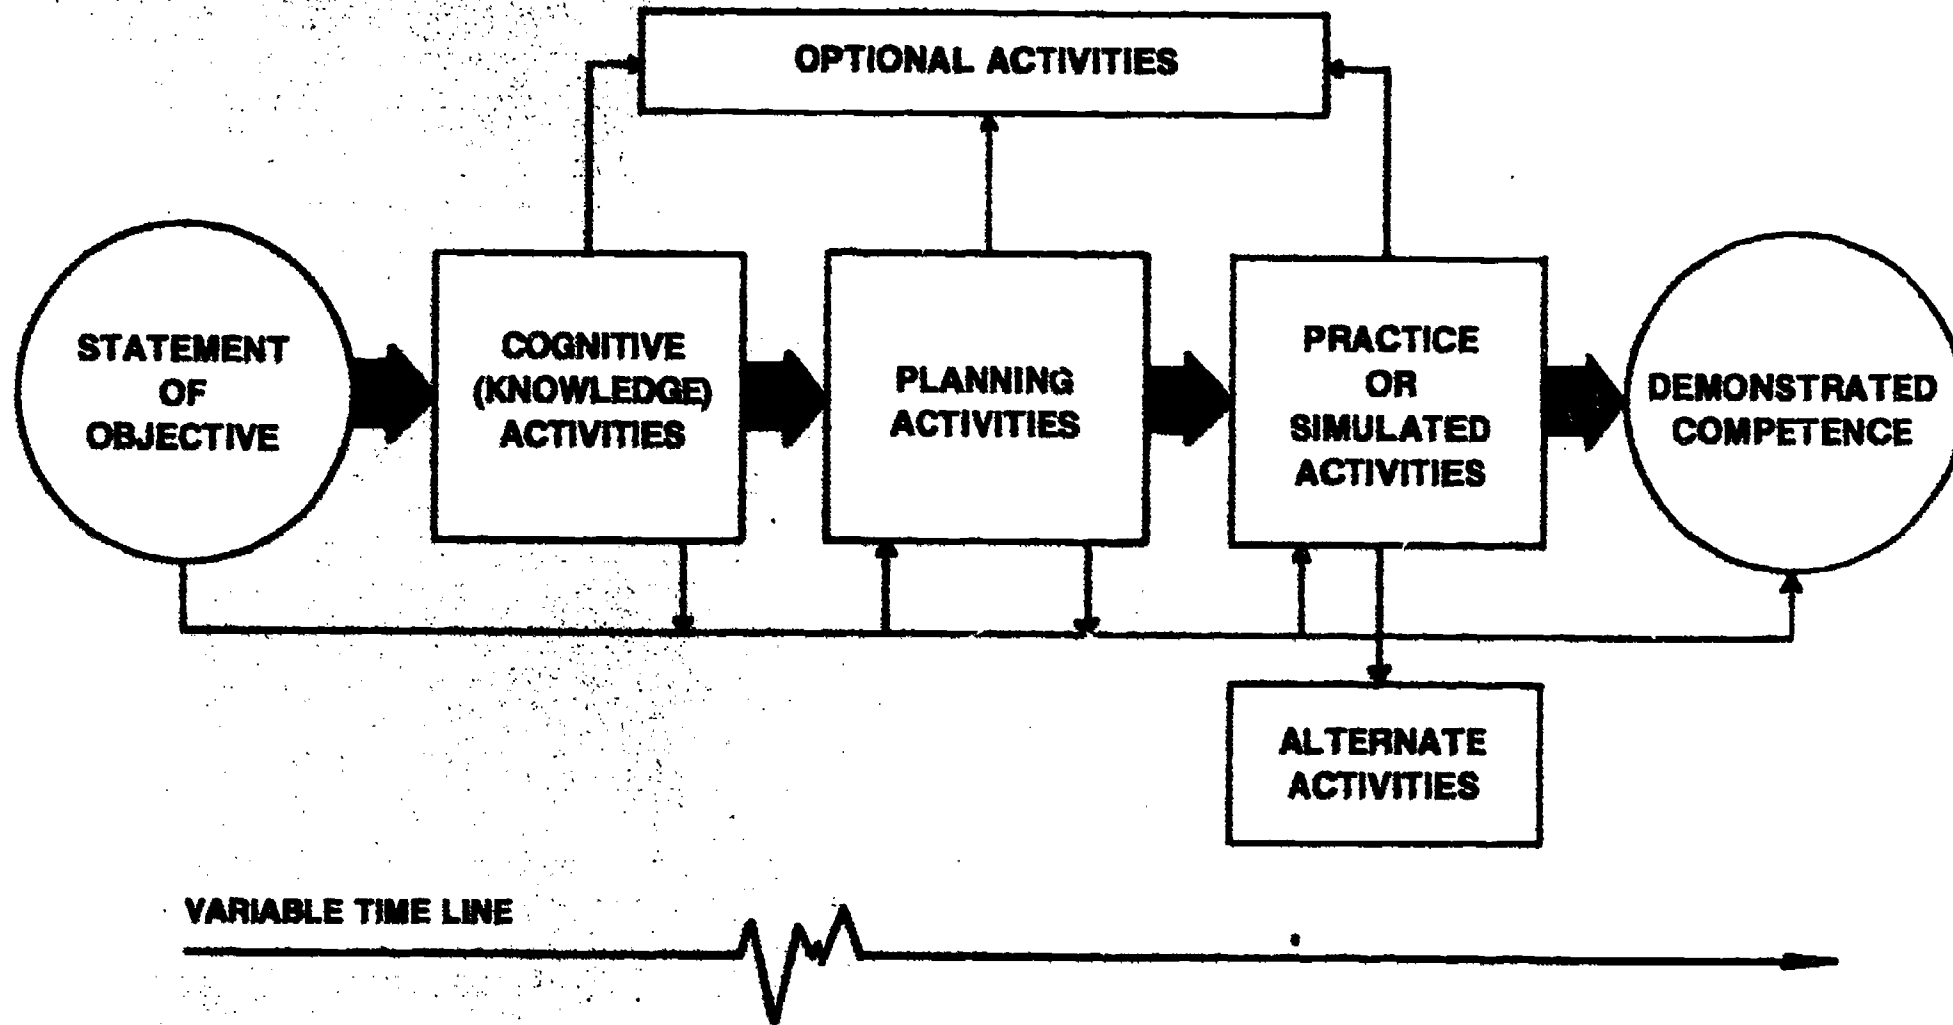 OPTIONAL ACTIVITIES
STATEMENT
OF
OBJECTIVE
COGNITIVE
(KNOWLEDGE)
ACTIVITIES
PLANNING
ACTIVITIES
PRACTICE
OR
SIMULATED
ACTIVITIES
DEMONSTRATED
COMPETENCE
ALTERNATE
ACTIVITIES
VARIABLE TIME LINE